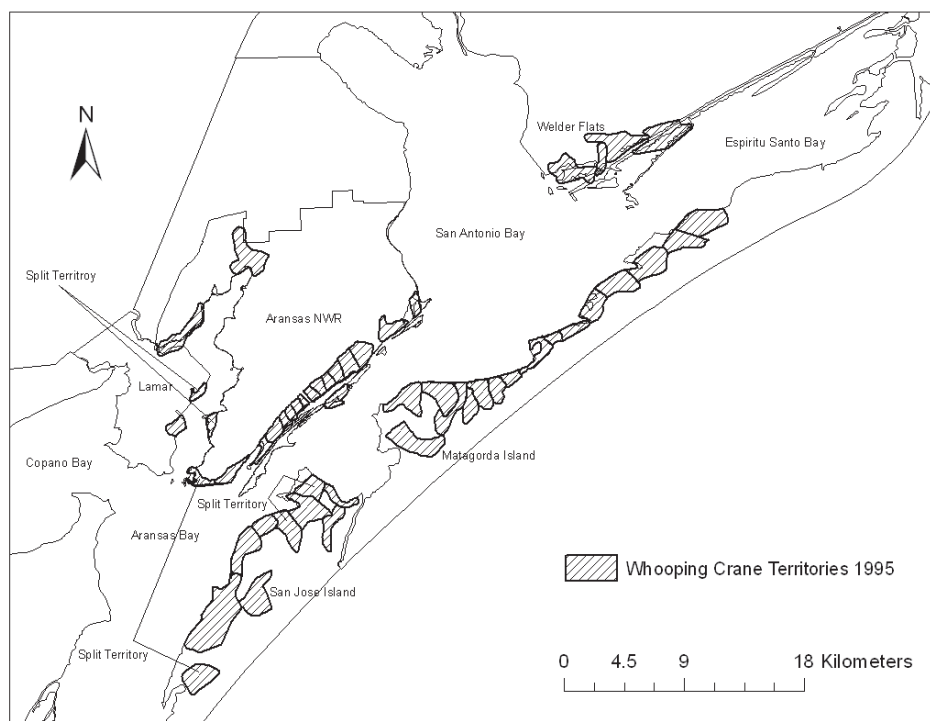 N
Welder Flats
Espiritu Santo Bay
San Antonio Bay
Split Territroy
Aransas NWR
Lamar
Copano Bay
Matagorda Island
Split Territory
Aransas Bay
Whooping Crane Territories 1995
San Jose Island
Split Territory
0 4.5 9 18 Kilometers